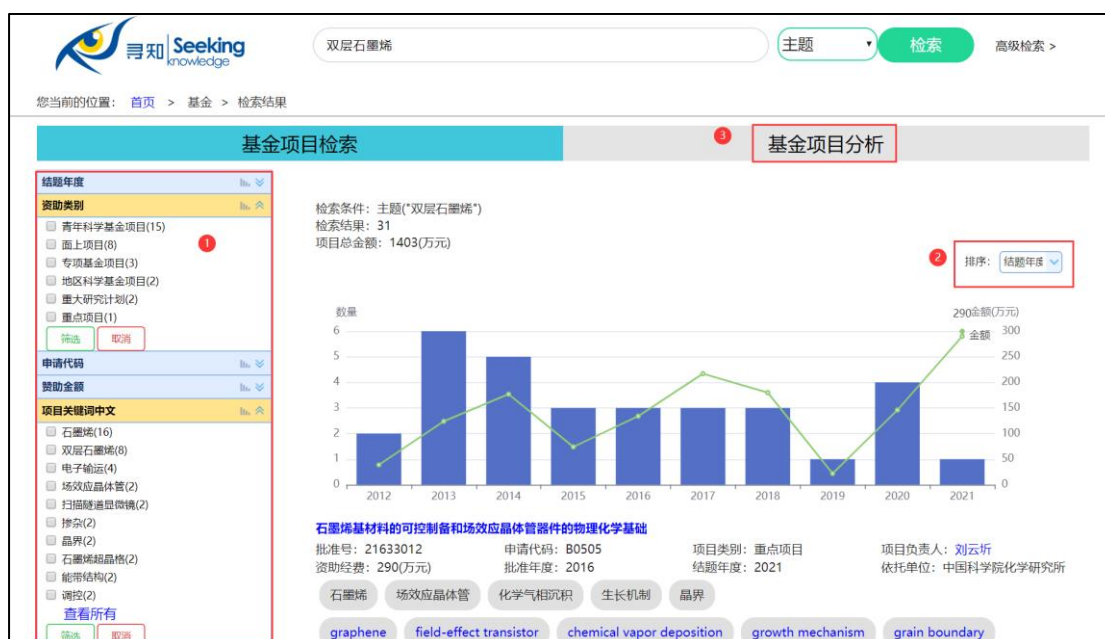 寻知 Seeking knowledge
双层石墨烯
主题
检索
高级检索 >
您当前的位置： 首页 > 基金 > 检索结果
基金项目检索
3
基金项目分析
结题年度
资助类别
青年科学基金项目(15)
1
面上项目(8)
专项基金项目(3)
地区科学基金项目(2)
重大研究计划(2)
重点项目(1)
筛选 取消
申请代码
赞助金额
项目关键词中文
石墨烯(16)
双层石墨烯(8)
电子输运(4)
场效应晶体管(2)
扫描隧道显微镜(2)
掺杂(2)
晶界(2)
石墨烯超晶格(2)
能带结构(2)
调控(2)
查看所有
筛选 取消
检索条件：主题("双层石墨烯")
检索结果：31
项目总金额：1403(万元)
2
排序： 结题年度
数量
290金额(万元)
金额
6 300
5 250
4 200
3 150
2 100
1 50
0 0
2012 2013 2014 2015 2016 2017 2018 2019 2020 2021
石墨烯基材料的可控制备和场效应晶体管器件的物理化学基础
批准号：21633012 申请代码：B0505 项目类别：重点项目 项目负责人：刘云圻
资助经费：290(万元) 批准年度：2016 结题年度：2021 依托单位：中国科学院化学研究所
石墨烯 场效应晶体管 化学气相沉积 生长机制 晶界
graphene field-effect transistor chemical vapor deposition growth mechanism grain boundary